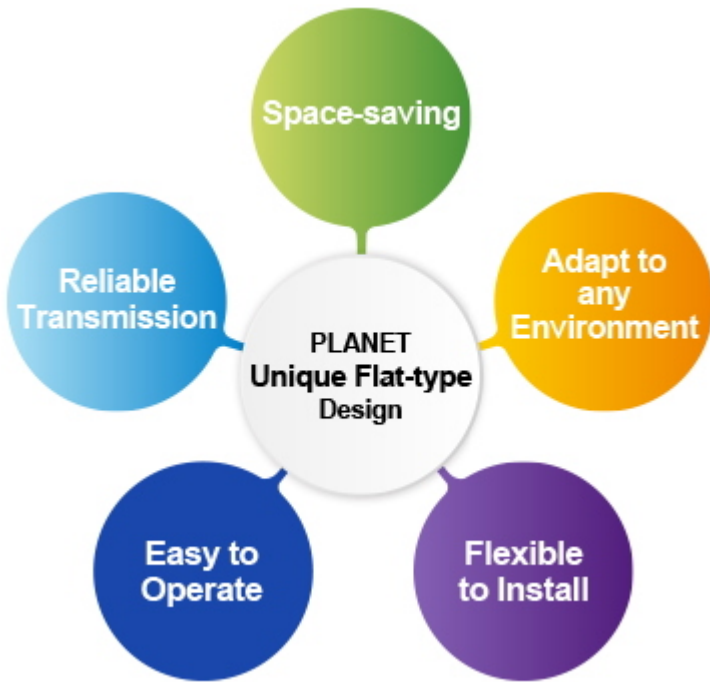 Space-saving
Adapt to
any
Environment
Reliable
Transmission
PLANET
Unique Flat-type
Design
Easy to
Operate
Flexible
to Install